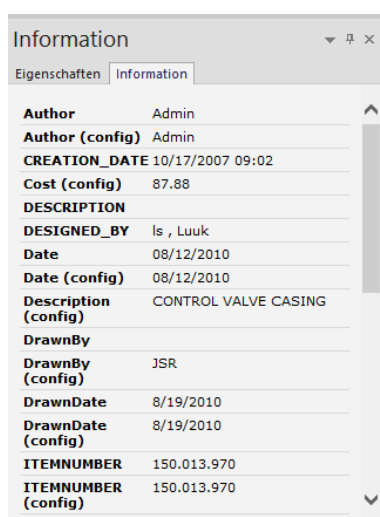 Information
Eigenschaften Information
Author Admin
Author (config) Admin
CREATION_DATE 10/17/2007 09:02
Cost (config) 87.88
DESCRIPTION
DESIGNED_BY ls , Luuk
Date 08/12/2010
Date (config) 08/12/2010
Description CONTROL VALVE CASING
(config)
DrawnBy
DrawnBy JSR
(config)
DrawnDate 8/19/2010
DrawnDate 8/19/2010
(config)
ITEMNUMBER 150.013.970
ITEMNUMBER 150.013.970
(config)